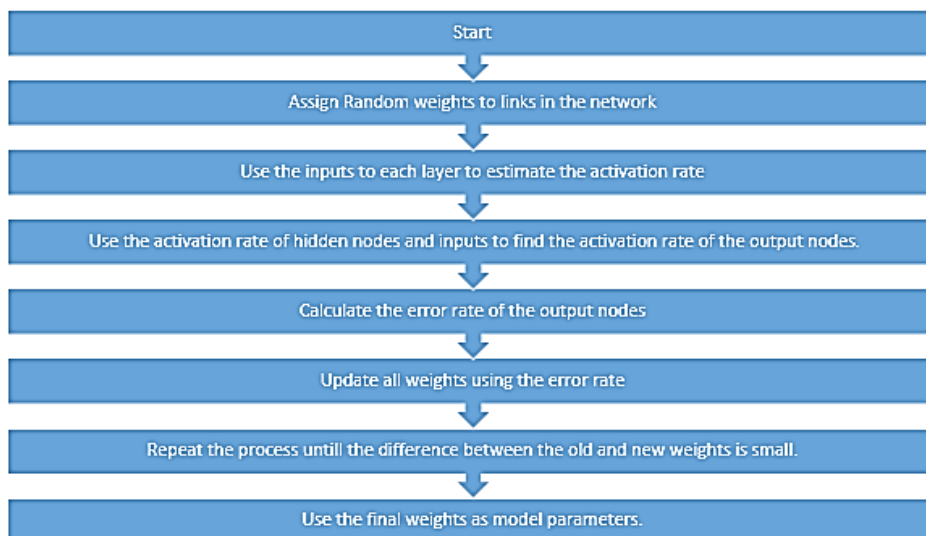 Start
Assign Random weights to links in the network
Use the inputs to each layer to estimate the activation rate
Use the activation rate of hidden nodes and inputs to find the activation rate of the output nodes.
Calculate the error rate of the output nodes
Update all weights using the error rate
Repeat the process untill the difference between the old and new weights is small.
Use the final weights as model parameters.